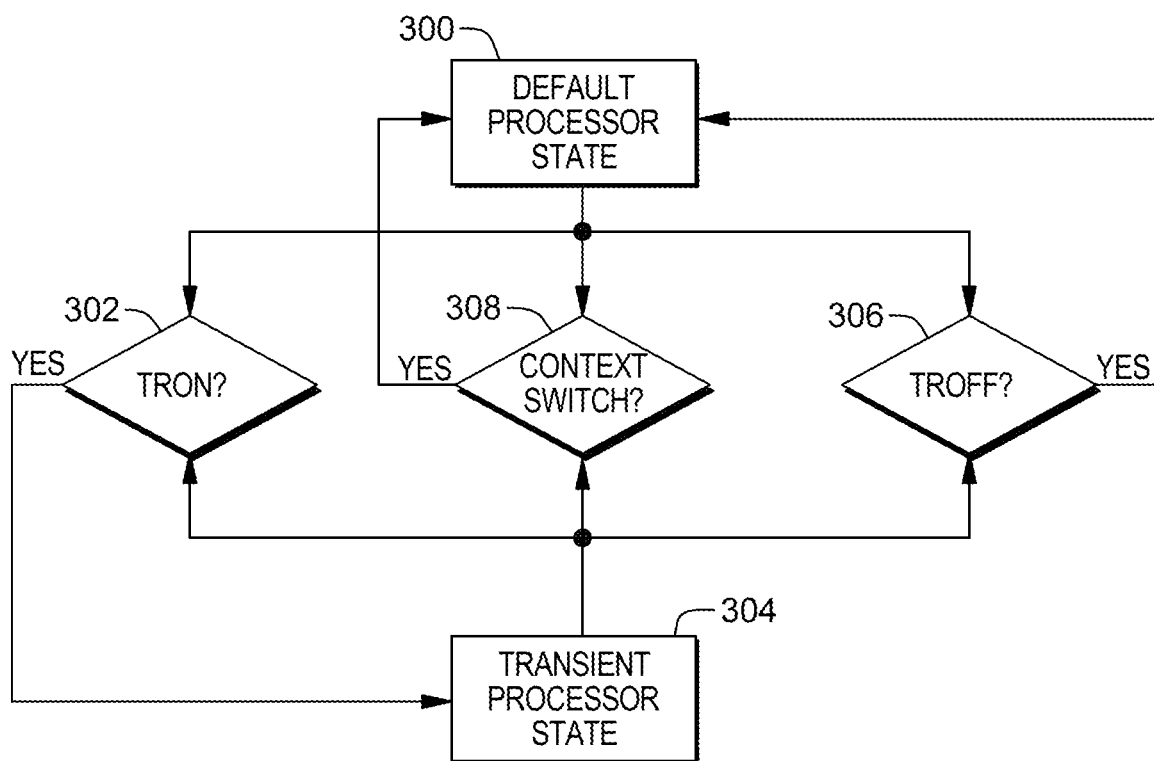 300
DEFAULT
PROCESSOR
STATE
302
308
306
YES
TRON?
YES
CONTEXT
SWITCH?
TROFF?
YES
304
TRANSIENT
PROCESSOR
STATE